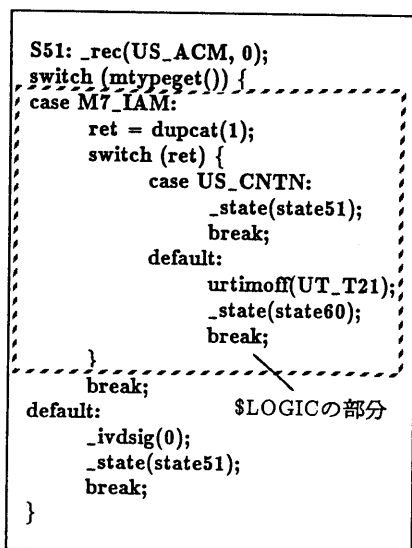 S51: _rec(US_ACM, 0);
switch (mtypeget()) {
case M7_IAM:
ret = dupcat(1);
switch (ret) {
case US_CNTN:
_state(state51);
break;
default:
urtimoff(UT_T21);
_state(state60);
break;
}
break;
default:
$LOGICの部分
_ivdsig(0);
_state(state51);
break;
}